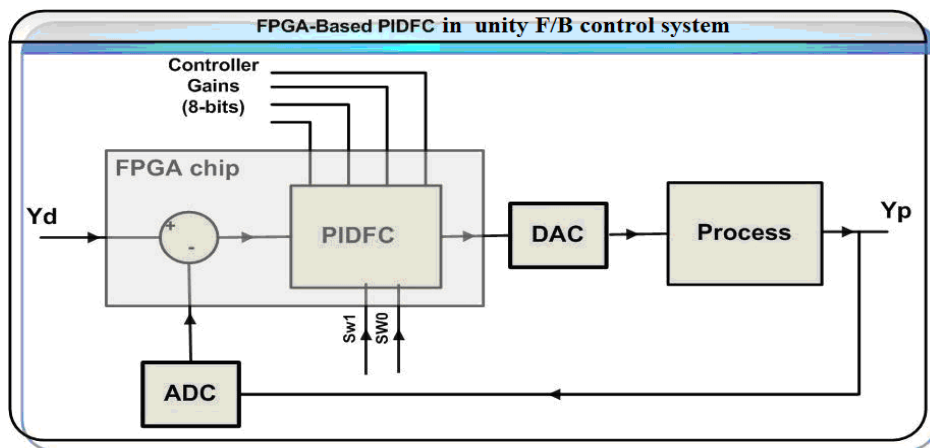 FPGA-Based PIDFC in unity F/B control system
Controller
Gains
(8-bits)
FPGA chip
Yd
+
-
PIDFC
DAC
Process
Yp
Sw1
SW0
ADC